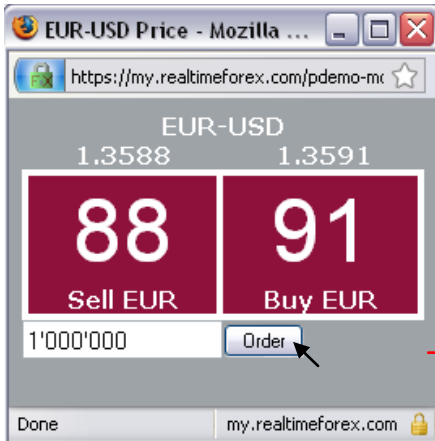 EUR-USD Price - Mozilla ...
https://my.realtimeforex.com/pdemo-mc
EUR-USD
1.3588 1.3591
88 91
Sell EUR Buy EUR
1'000'000 Order
Done my.realtimeforex.com